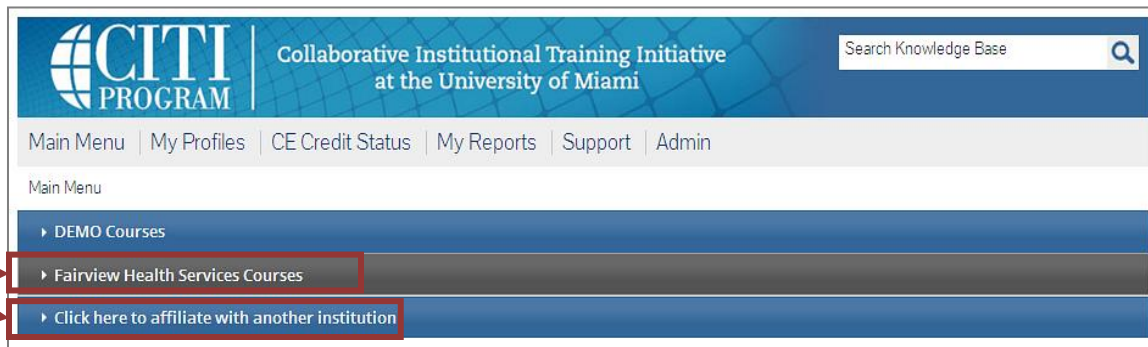 CITI
PROGRAM
Collaborative Institutional Training Initiative
at the University of Miami
Search Knowledge Base
Main Menu My Profiles CE Credit Status My Reports Support Admin
Main Menu
DEMO Courses
Fairview Health Services Courses
Click here to affiliate with another institution